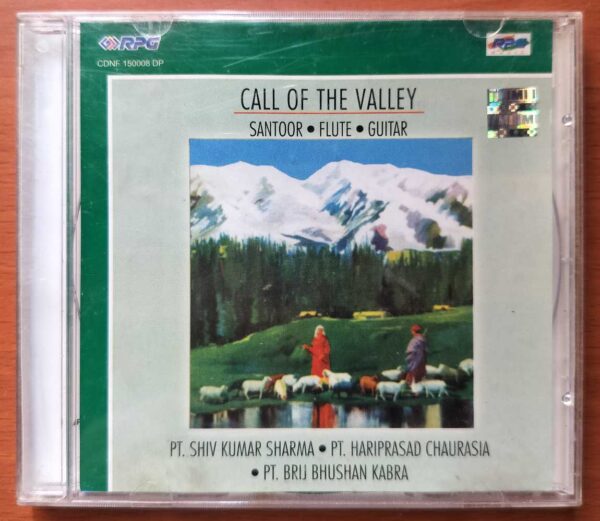 RPG
CDNF 150008 DP
CALL OF THE VALLEY
SANTOOR • FLUTE • GUITAR
PT. SHIV KUMAR SHARMA • PT. HARIPRASAD CHAURASIA
• PT. BRIJ BHUSHAN KABRA